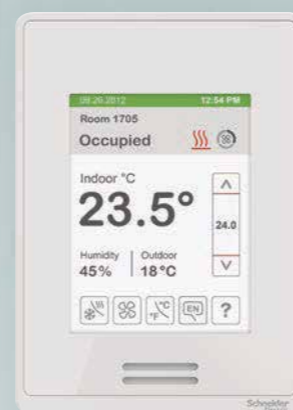 09.26.2012 12:54 PM
Room 1705
Occupied
Indoor °C
23.5°
24.0
Humidity Outdoor
45% 18°C
°F °C EN ?
Schneider